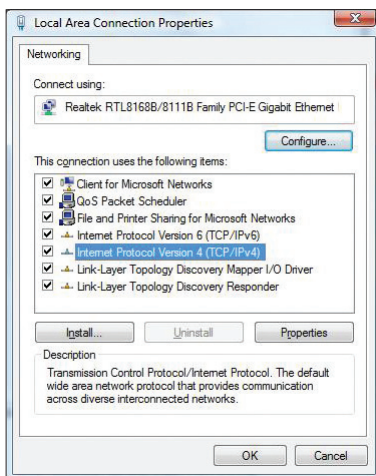 Local Area Connection Properties
Networking
Connect using:
Realtek RTL8168B/8111B Family PCI-E Gigabit Ethernet
Configure...
This connection uses the following items:
Client for Microsoft Networks
QoS Packet Scheduler
File and Printer Sharing for Microsoft Networks
Internet Protocol Version 6 (TCP/IPv6)
Internet Protocol Version 4 (TCP/IPv4)
Link-Layer Topology Discovery Mapper I/O Driver
Link-Layer Topology Discovery Responder
Install... Uninstall Properties
Description
Transmission Control Protocol/Internet Protocol. The default
wide area network protocol that provides communication
across diverse interconnected networks.
OK Cancel